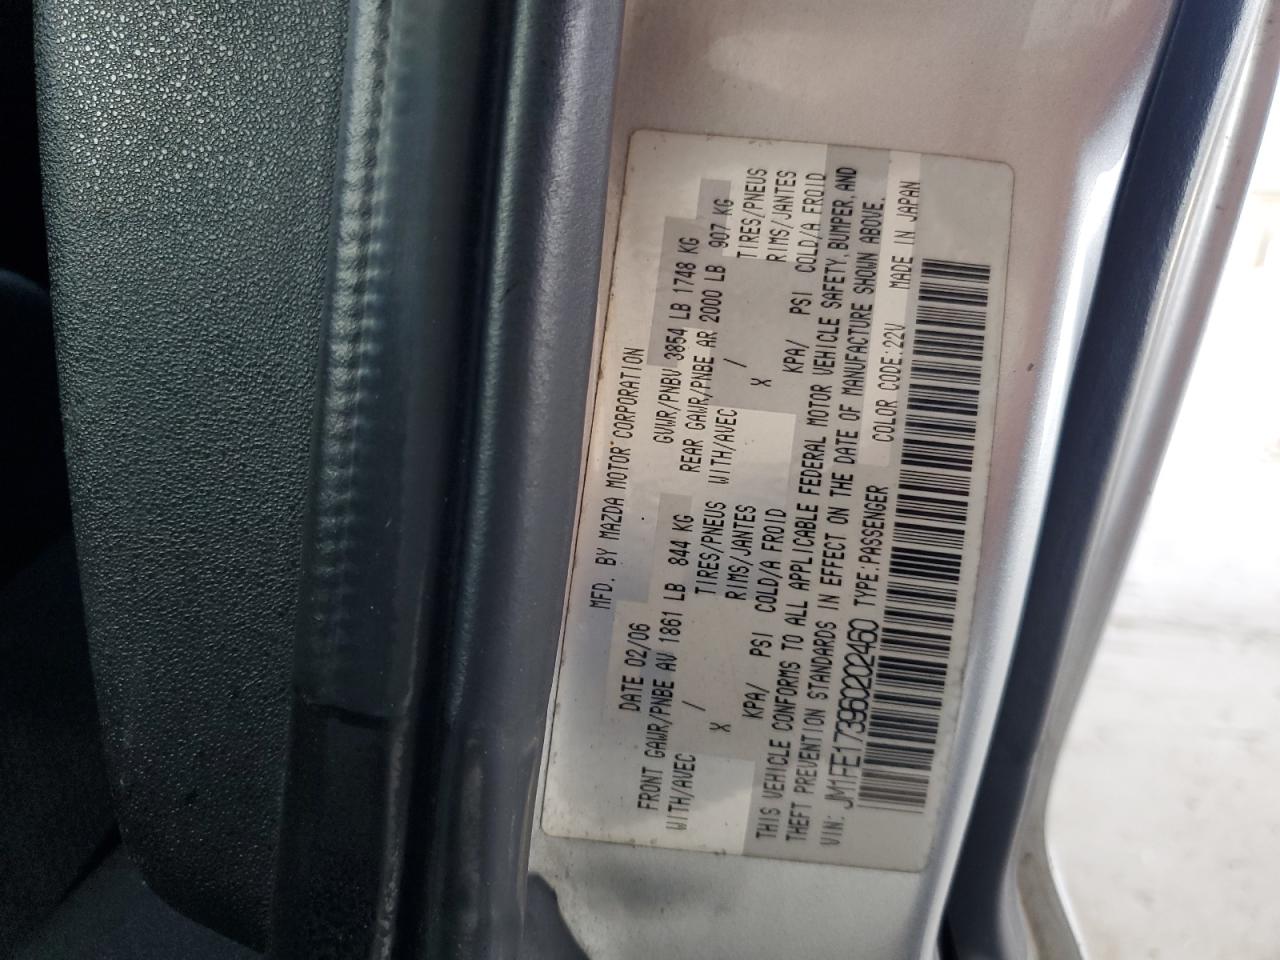 MFD. BY MAZDA MOTOR CORPORATION
DATE 02/06 GVWR/PNBV 3854 LB 1748 KG
FRONT GAWR/PNBE AV 1861 LB 844 KG REAR GAWR/PNBE AR 2000 LB 907 KG
WITH/AVEC / TIRES/PNEUS WITH/AVEC / TIRES/PNEUS
X RIMS/JANTES X RIMS/JANTES
KPA/ PSI COLD/A FROID KPA/ PSI COLD/A FROID
THIS VEHICLE CONFORMS TO ALL APPLICABLE FEDERAL MOTOR VEHICLE SAFETY, BUMPER, AND
THEFT PREVENTION STANDARDS IN EFFECT ON THE DATE OF MANUFACTURE SHOWN ABOVE.
VIN: JM1FE173960202460 TYPE:PASSENGER COLOR CODE:22V MADE IN JAPAN